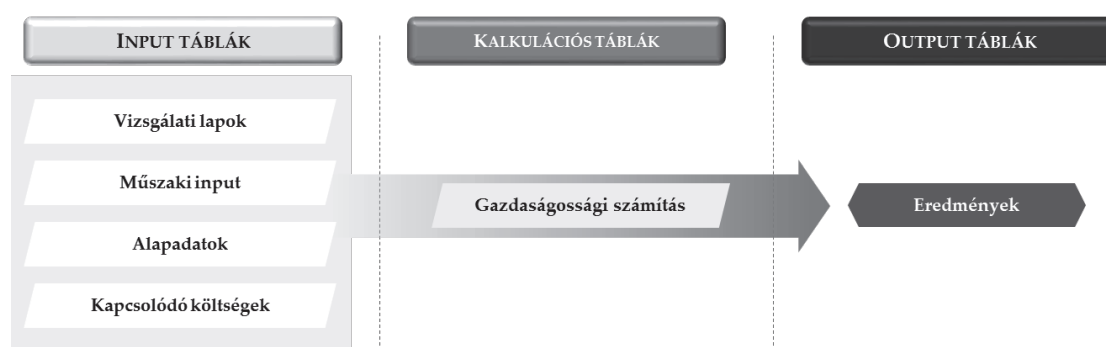 INPUT TÁBLÁK
KALKULÁCIÓS TÁBLÁK
OUTPUT TÁBLÁK
Vizsgálati lapok
Műszaki input
Alapadatok
Kapcsolódó költségek
Gazdaságossági számítás
Eredmények